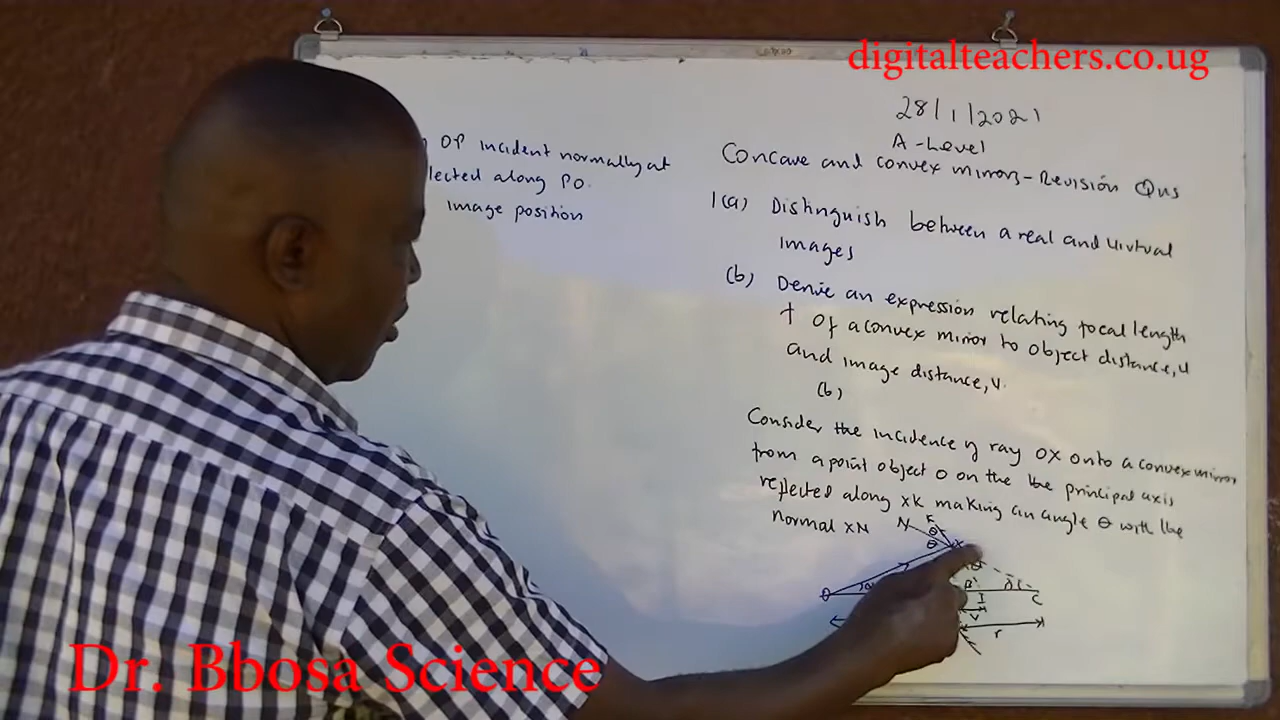 digitalteachers.co.ug
28/1/2021
A-Level
Concave and convex mirrors-Revision Qns
1(a) Distinguish between a real and virtual
images
(b) Derive an expression relating focal length
f of a convex mirror to object distance, u
and image distance, v.
(b)
Consider the incidence of ray OX onto a convex mirror
from a point object O on the the principal axis
reflected along XK making an angle θ with the
normal XN
OP incident normally at
lected along PO.
image position
N
θ
θ
X
O
θ
I
C
v
r
Dr. Bbosa Science